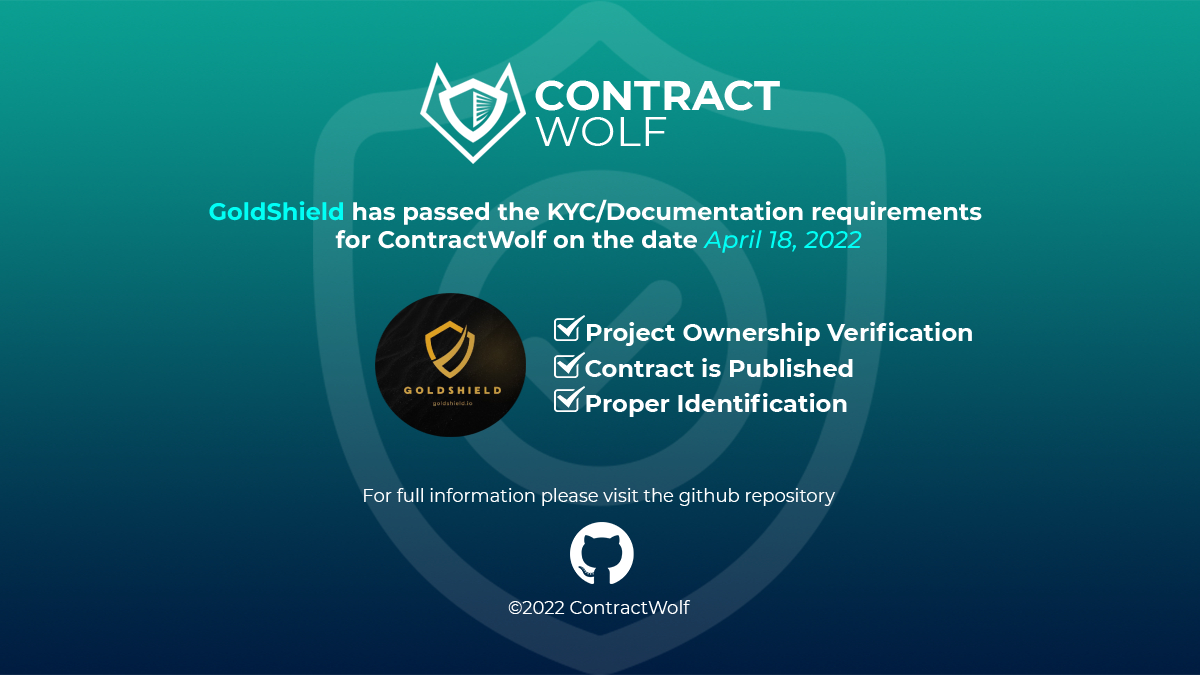 CONTRACT
WOLF
GoldShield has passed the KYC/Documentation requirements
for ContractWolf on the date April 18, 2022
GOLDSHIELD
goldshield.io
Project Ownership Verification
Contract is Published
Proper Identification
For full information please visit the github repository
©2022 ContractWolf